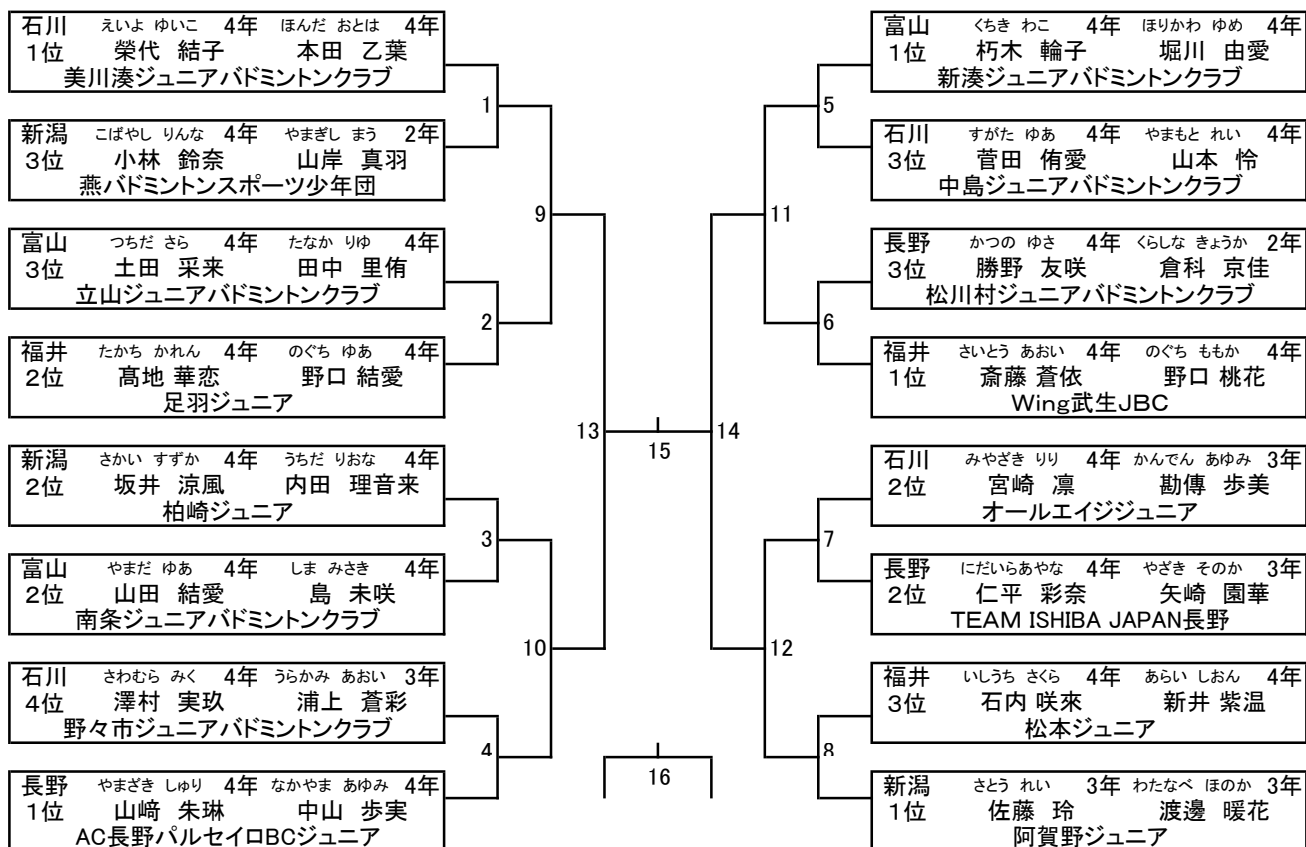 石川 えいよ ゆいこ 4年 ほんだ おとは 4年
1位 榮代 結子 本田 乙葉
美川湊ジュニアバドミントンクラブ
1
新潟 こばやし りんな 4年 やまぎし まう 2年
3位 小林 鈴奈 山岸 真羽
燕バドミントンスポーツ少年団
9
富山 つちだ さら 4年 たなか りゆ 4年
3位 土田 采来 田中 里侑
立山ジュニアバドミントンクラブ
2
福井 たかち かれん 4年 のぐち ゆあ 4年
2位 髙地 華恋 野口 結愛
足羽ジュニア
13
新潟 さかい すずか 4年 うちだ りおな 4年
2位 坂井 涼風 内田 理音来
柏崎ジュニア
3
富山 やまだ ゆあ 4年 しま みさき 4年
2位 山田 結愛 島 未咲
南条ジュニアバドミントンクラブ
10
石川 さわむら みく 4年 うらかみ あおい 3年
4位 澤村 実玖 浦上 蒼彩
野々市ジュニアバドミントンクラブ
4
長野 やまざき しゅり 4年 なかやま あゆみ 4年
1位 山﨑 朱琳 中山 歩実
AC長野パルセイロBCジュニア
15
16
富山 くちき わこ 4年 ほりかわ ゆめ 4年
1位 朽木 輪子 堀川 由愛
新湊ジュニアバドミントンクラブ
5
石川 すがた ゆあ 4年 やまもと れい 4年
3位 菅田 侑愛 山本 怜
中島ジュニアバドミントンクラブ
11
長野 かつの ゆさ 4年 くらしな きょうか 2年
3位 勝野 友咲 倉科 京佳
松川村ジュニアバドミントンクラブ
6
福井 さいとう あおい 4年 のぐち ももか 4年
1位 斎藤 蒼依 野口 桃花
Wing武生JBC
14
石川 みやざき りり 4年 かんでん あゆみ 3年
2位 宮崎 凛 勘傳 歩美
オールエイジジュニア
7
長野 にだいらあやな 4年 やざき そのか 3年
2位 仁平 彩奈 矢崎 園華
TEAM ISHIBA JAPAN長野
12
福井 いしうち さくら 4年 あらい しおん 4年
3位 石内 咲來 新井 紫温
松本ジュニア
8
新潟 さとう れい 3年 わたなべ ほのか 3年
1位 佐藤 玲 渡邊 暖花
阿賀野ジュニア